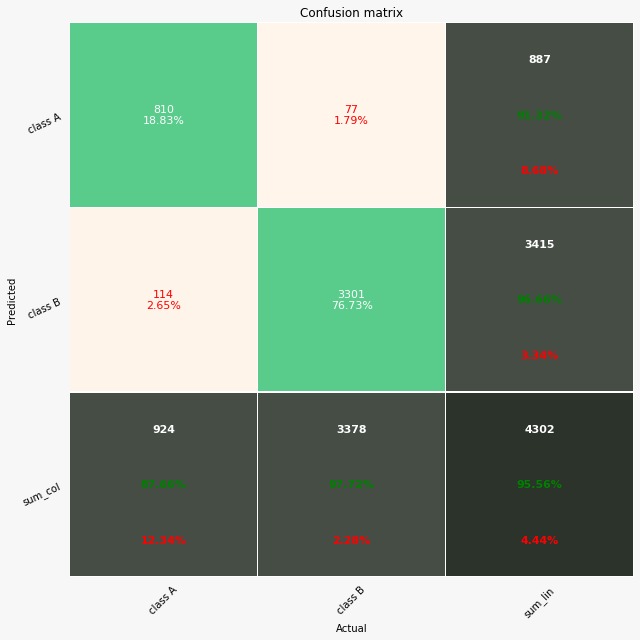 Confusion matrix
class A
810
18.83%
77
1.79%
887
91.32%
8.68%
Predicted
class B
114
2.65%
3301
76.73%
3415
96.66%
3.34%
sum_col
924
87.66%
12.34%
3378
97.72%
2.28%
4302
95.56%
4.44%
class A
class B
sum_lin
Actual